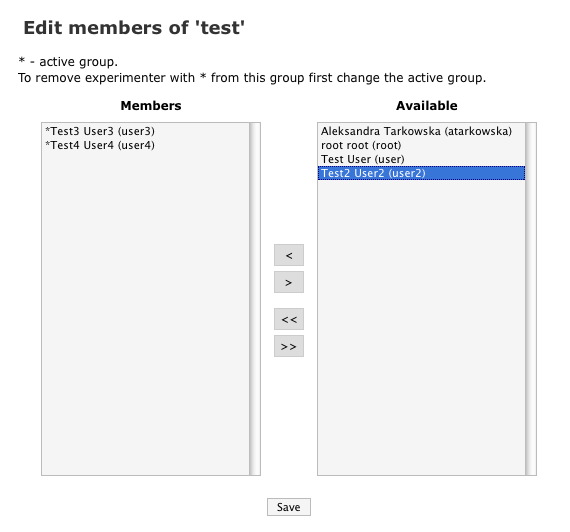 Edit members of 'test'
* - active group.
To remove experimenter with * from this group first change the active group.
Members
*Test3 User3 (user3)
*Test4 User4 (user4)
<
>
<<
>>
Available
Aleksandra Tarkowska (atarkowska)
root root (root)
Test User (user)
Test2 User2 (user2)
Save